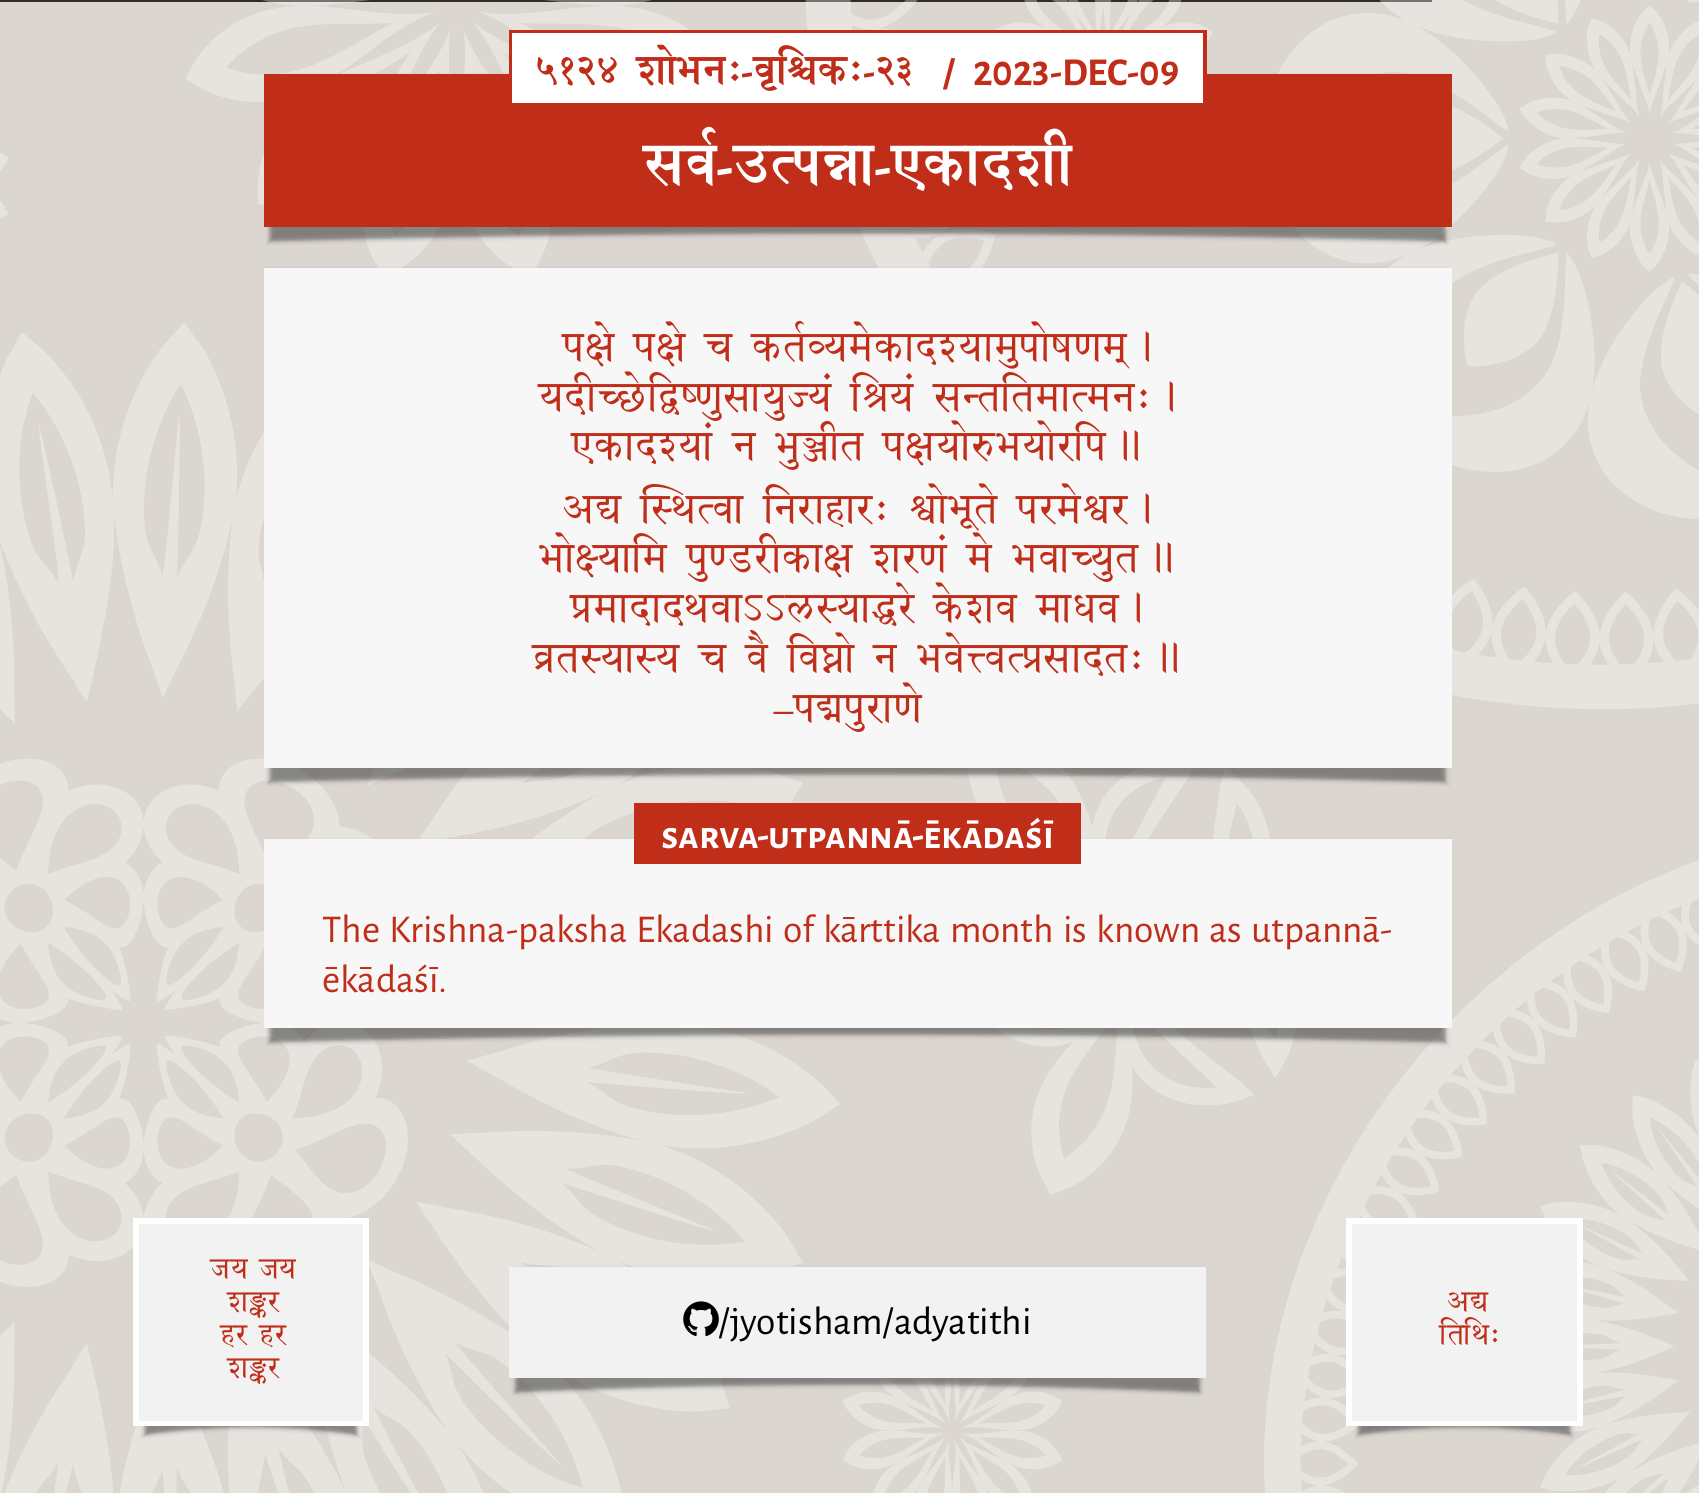 ५१२४ शोभनः-वृश्चिकः-२३ / 2023-DEC-09
सर्व-उत्पन्ना-एकादशी
पक्षे पक्षे च कर्तव्यमेकादश्यामुपोषणम्।
यदीच्छेद्विष्णुसायुज्यं श्रियं सन्ततिमात्मनः।
एकादश्यां न भुञ्जीत पक्षयोरुभयोरपि॥
अद्य स्थित्वा निराहारः श्वोभूते परमेश्वर।
भोक्ष्यामि पुण्डरीकाक्ष शरणं मे भवाच्युत॥
प्रमादादथवाऽऽलस्याद्धरे केशव माधव।
व्रतस्यास्य च वै विघ्नो न भवेत्त्वत्प्रसादतः॥
–पद्मपुराणे
SARVA-UTPANNĀ-ĒKĀDAŚĪ
The Krishna-paksha Ekadashi of kārttika month is known as utpannā-
ēkādaśī.
जय जय
शङ्कर
हर हर
शङ्कर
/jyotisham/adyatithi
अद्य
तिथिः